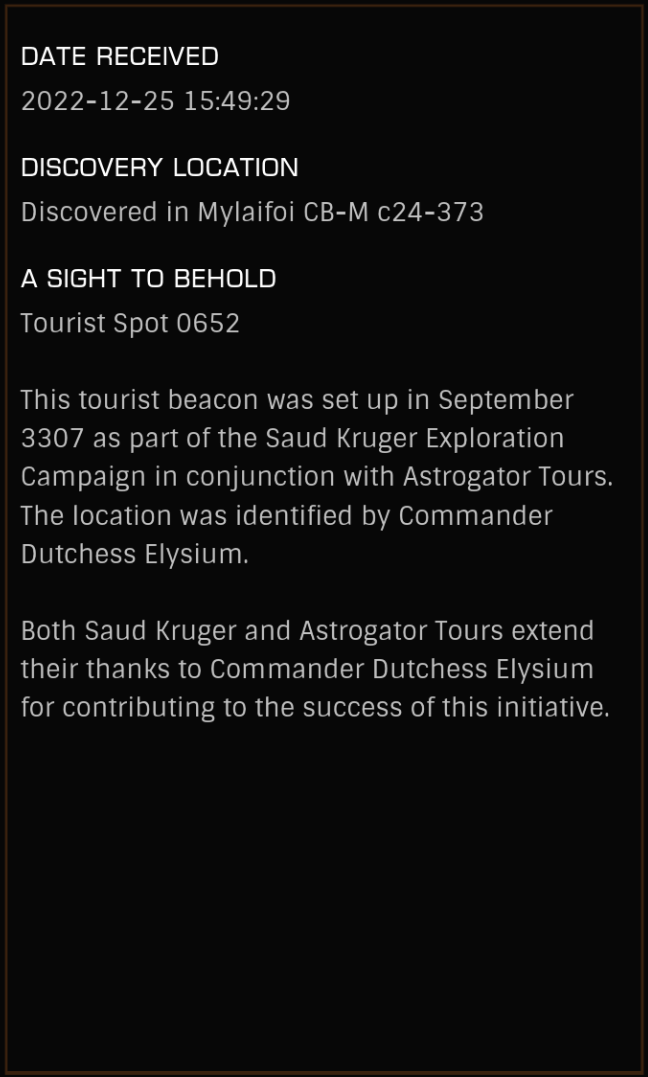 DATE RECEIVED
2022-12-25 15:49:29
DISCOVERY LOCATION
Discovered in Mylaifoi CB-M c24-373
A SIGHT TO BEHOLD
Tourist Spot 0652
This tourist beacon was set up in September
3307 as part of the Saud Kruger Exploration
Campaign in conjunction with Astrogator Tours.
The location was identified by Commander
Dutchess Elysium.
Both Saud Kruger and Astrogator Tours extend
their thanks to Commander Dutchess Elysium
for contributing to the success of this initiative.